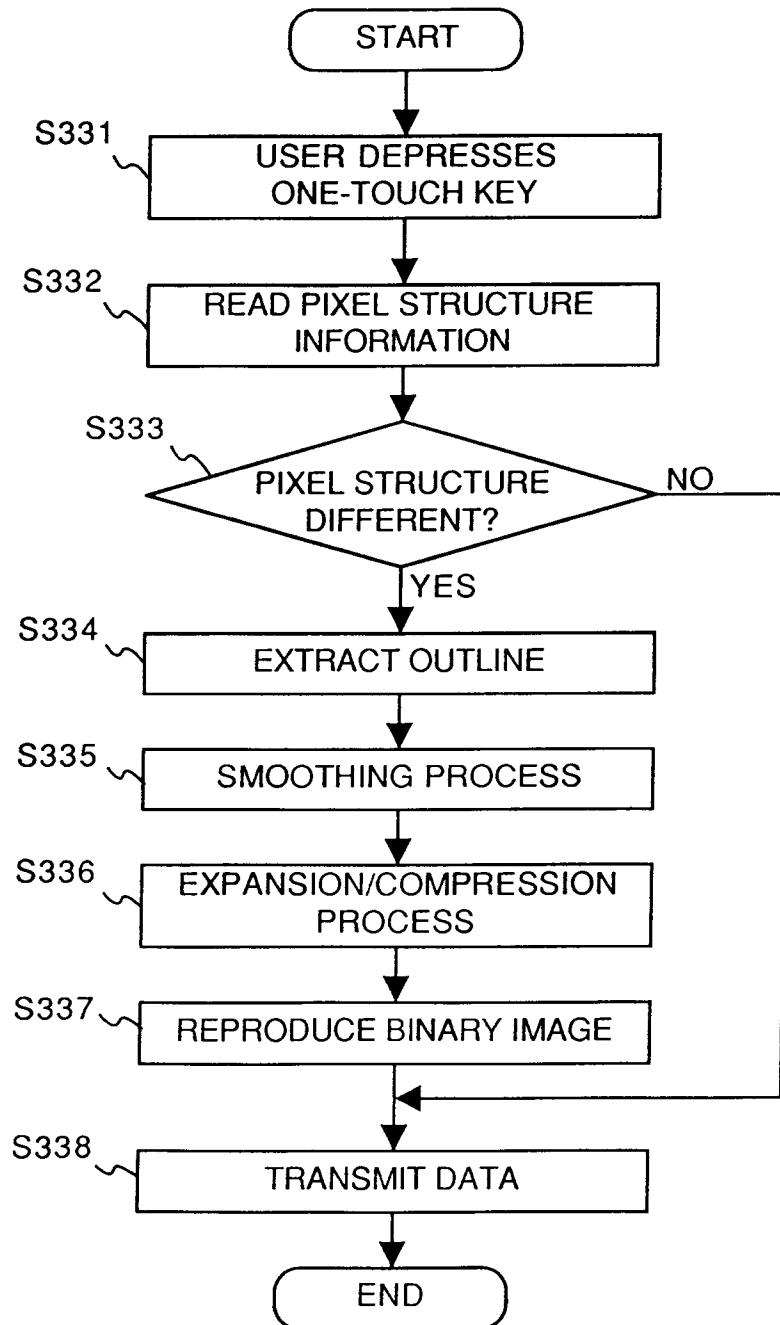 START
S331
USER DEPRESSES
ONE-TOUCH KEY
S332
READ PIXEL STRUCTURE
INFORMATION
S333
PIXEL STRUCTURE
DIFFERENT?
NO
YES
S334
EXTRACT OUTLINE
S335
SMOOTHING PROCESS
S336
EXPANSION/COMPRESSION
PROCESS
S337
REPRODUCE BINARY IMAGE
S338
TRANSMIT DATA
END